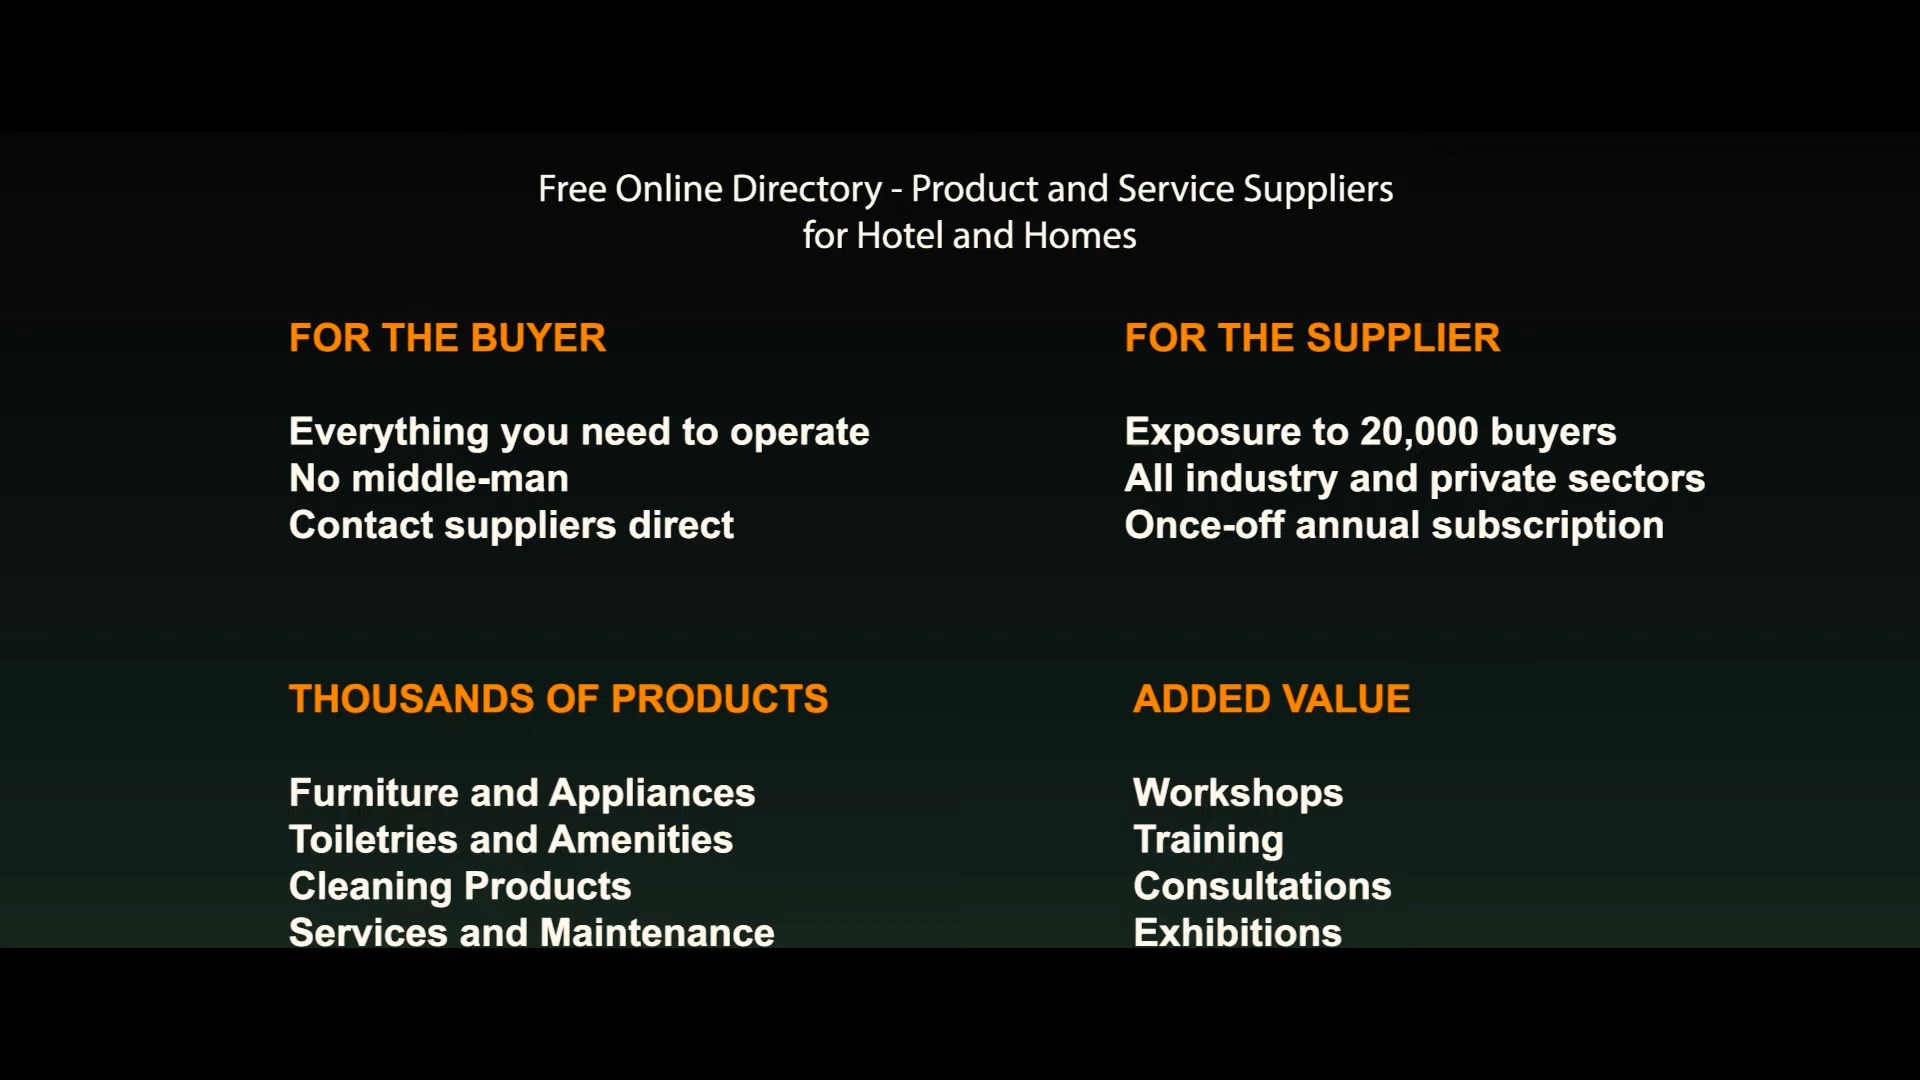 Free Online Directory - Product and Service Suppliers
for Hotel and Homes
FOR THE BUYER
Everything you need to operate
No middle-man
Contact suppliers direct
FOR THE SUPPLIER
Exposure to 20,000 buyers
All industry and private sectors
Once-off annual subscription
THOUSANDS OF PRODUCTS
Furniture and Appliances
Toiletries and Amenities
Cleaning Products
Services and Maintenance
ADDED VALUE
Workshops
Training
Consultations
Exhibitions